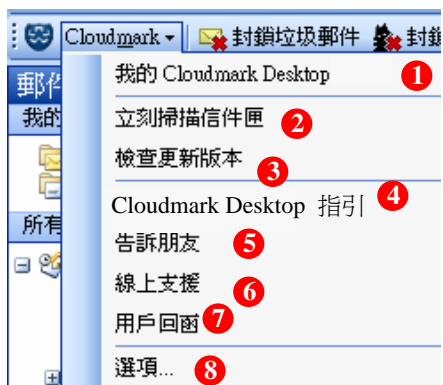 Cloudmark 封鎖垃圾郵件 封鎖
郵件
我的 Cloudmark Desktop 1
我的
立刻掃描信件匣 2
檢查更新版本 3
Cloudmark Desktop 指引 4
所有
告訴朋友 5
線上支援 6
用戶回函 7
選項... 8